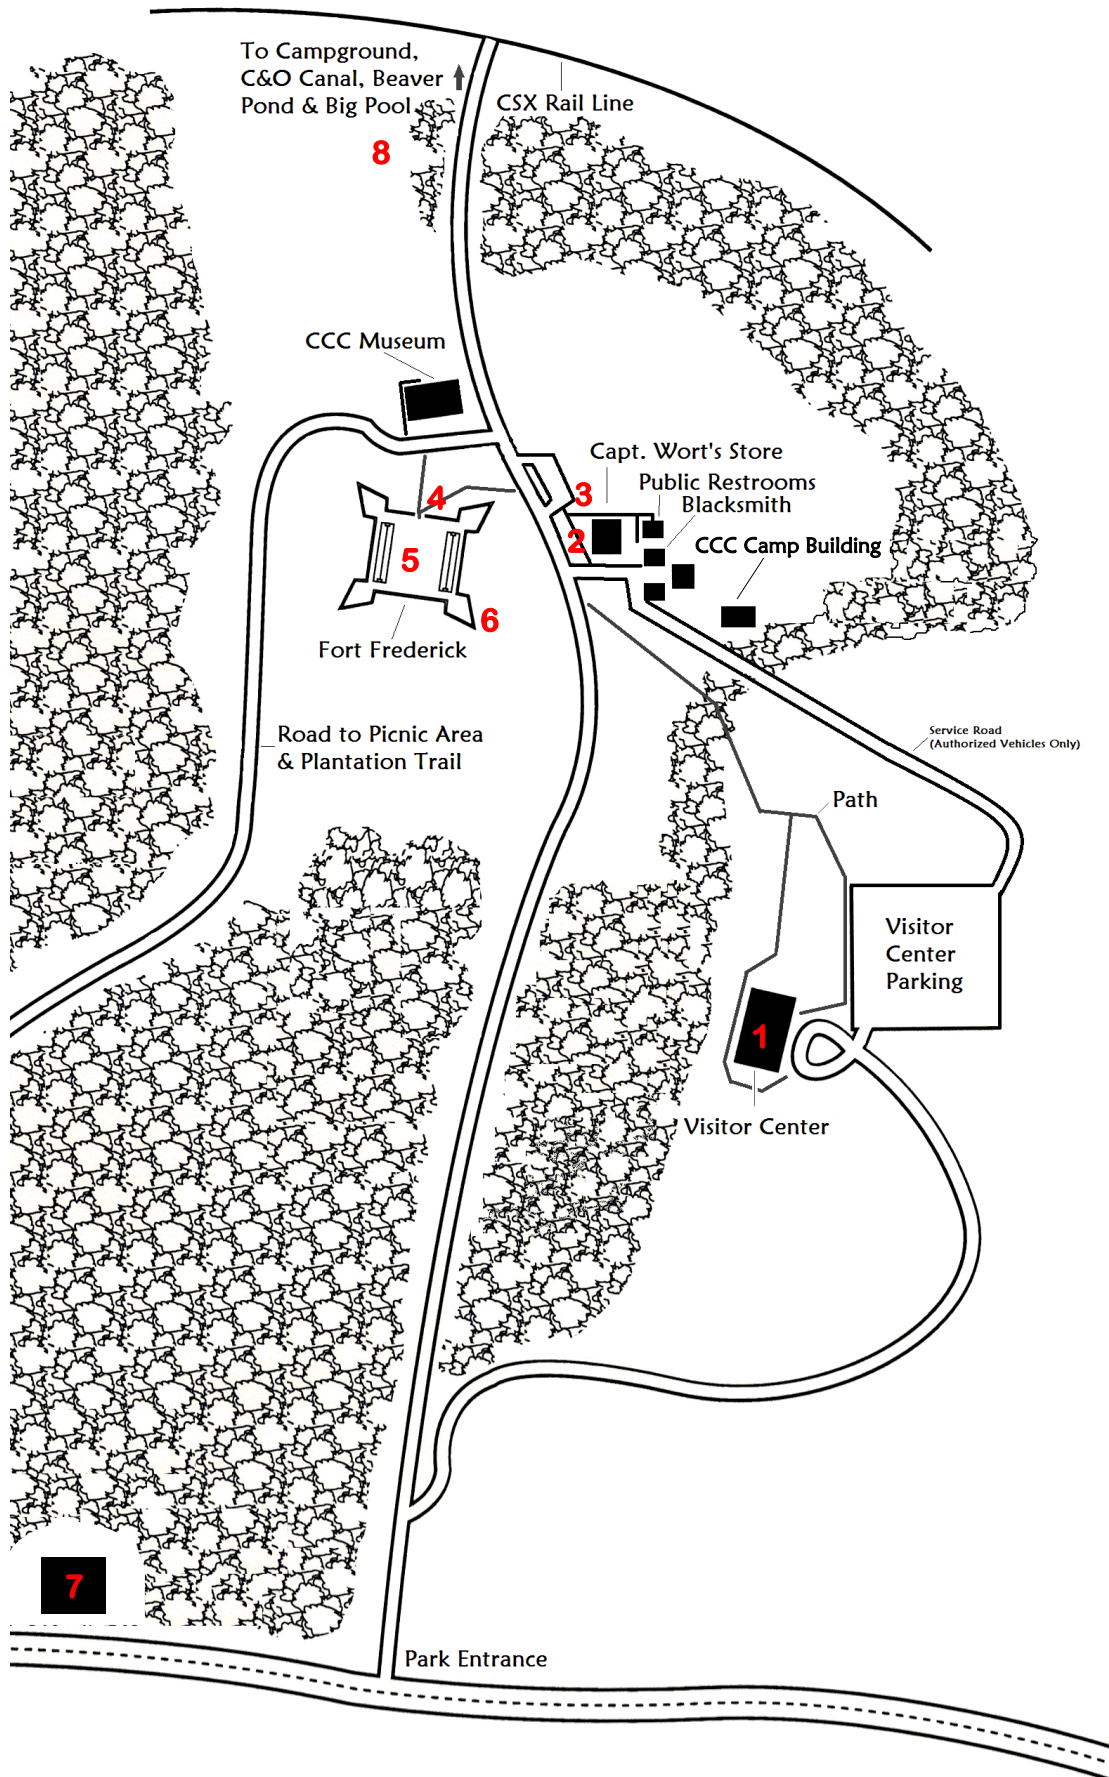 To Campground,
C&O Canal, Beaver
Pond & Big Pool
CSX Rail Line
8
CCC Museum
Capt. Wort's Store
Public Restrooms
Blacksmith
3
4
2
CCC Camp Building
5
6
Fort Frederick
Road to Picnic Area
& Plantation Trail
Service Road
(Authorized Vehicles Only)
Path
Visitor
Center
Parking
1
Visitor Center
7
Park Entrance